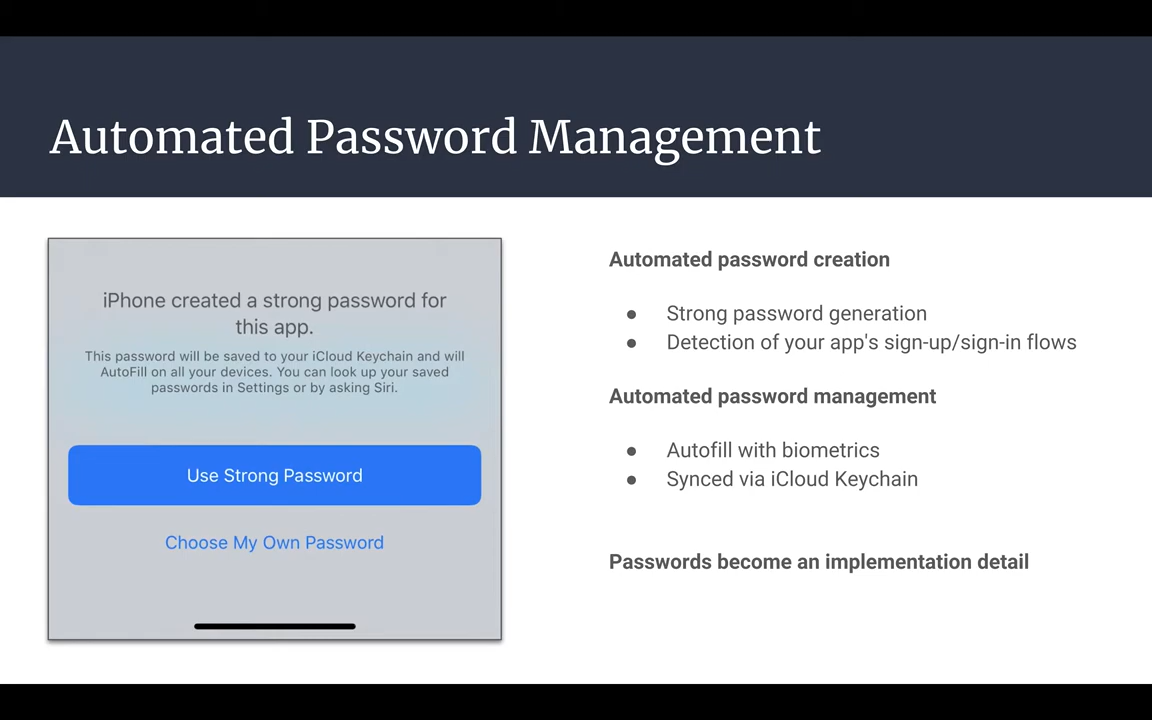 Automated Password Management
iPhone created a strong password for
this app.
This password will be saved to your iCloud Keychain and will
AutoFill on all your devices. You can look up your saved
passwords in Settings or by asking Siri.
Use Strong Password
Choose My Own Password
Automated password creation
● Strong password generation
● Detection of your app's sign-up/sign-in flows
Automated password management
● Autofill with biometrics
● Synced via iCloud Keychain
Passwords become an implementation detail